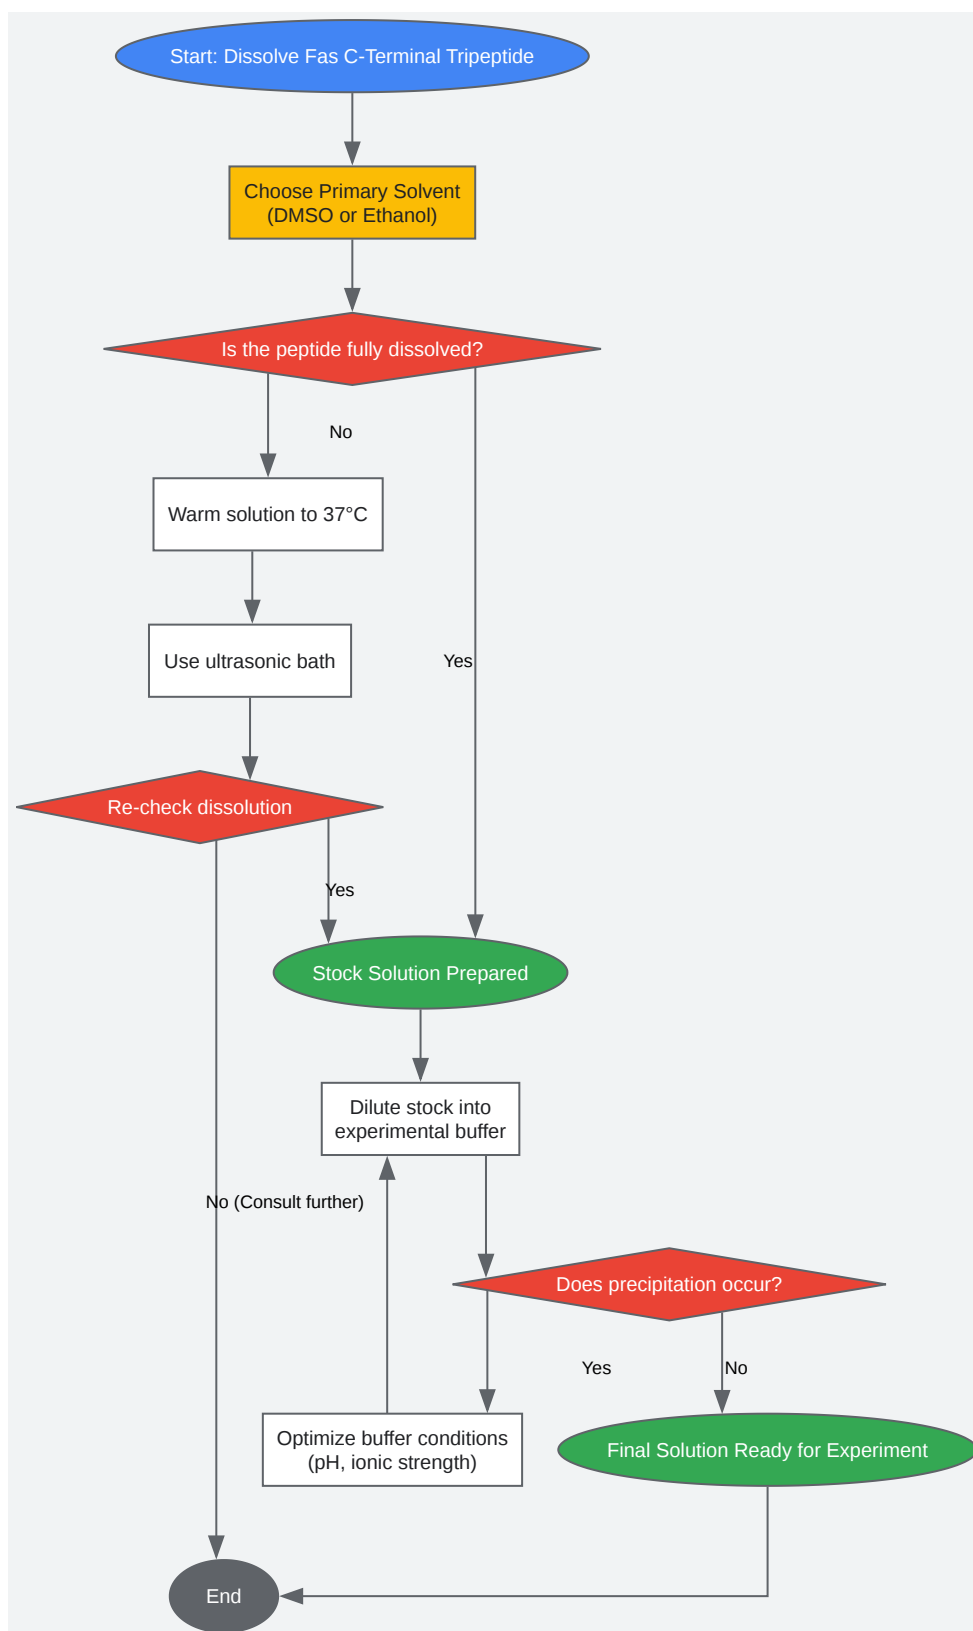 Start: Dissolve Fas C-Terminal Tripeptide
Choose Primary Solvent
(DMSO or Ethanol)
Is the peptide fully dissolved?
No
Warm solution to 37°C
Use ultrasonic bath
Yes
Re-check dissolution
Yes
Stock Solution Prepared
Dilute stock into
experimental buffer
No (Consult further)
Does precipitation occur?
Yes
No
Optimize buffer conditions
(pH, ionic strength)
Final Solution Ready for Experiment
End